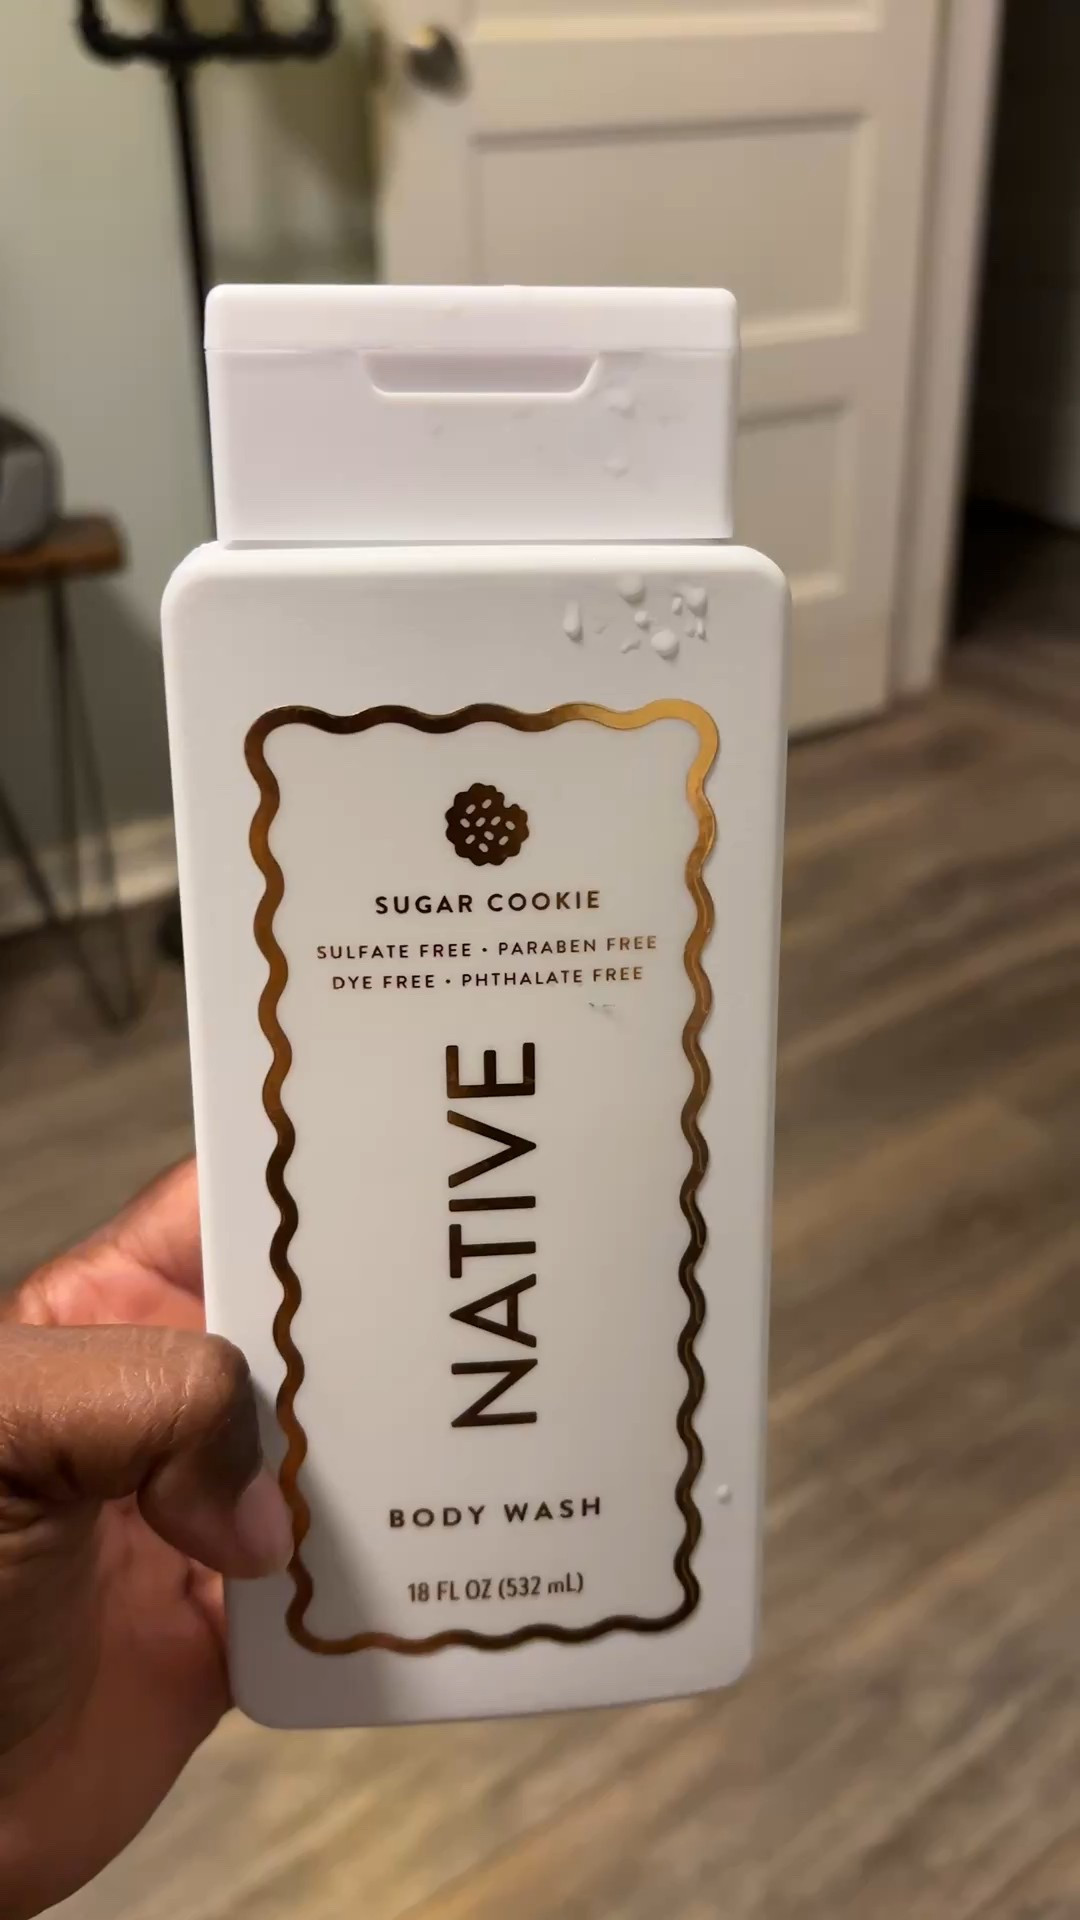 SUGAR COOKIE
SULFATE FREE • PARABEN FREE
DYE FREE • PHTHALATE FREE
NATIVE
BODY WASH
18 FL OZ (532 mL)